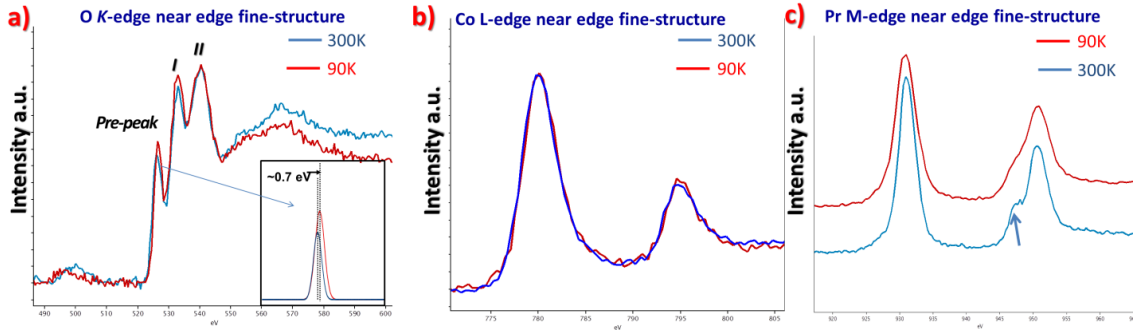 a)
O K-edge near edge fine-structure
300K
90K
I
II
Pre-peak
Intensity a.u.
~0.7 eV
490 500 510 520 530 540 550 560 570 580 590 600
eV
b)
Co L-edge near edge fine-structure
300K
90K
Intensity a.u.
775 780 785 790 795 800 805
eV
c)
Pr M-edge near edge fine-structure
90K
300K
Intensity a.u.
920 925 930 935 940 945 950 955 960
eV